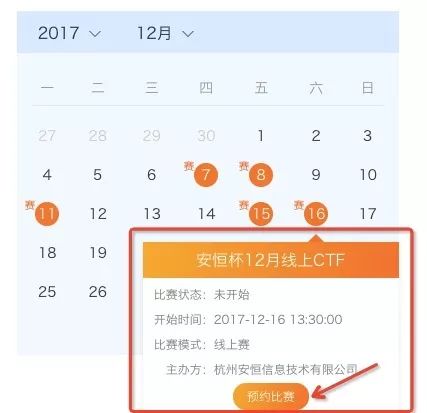 2017 12月
一 二 三 四 五 六 日
27 28 29 30 1 2 3
4 5 6 赛 7 赛 8 9 10
赛 11 12 13 14 赛 15 赛 16 17
18 19
25 26
安恒杯12月线上CTF
比赛状态：未开始
开始时间：2017-12-16 13:30:00
比赛模式：线上赛
主办方：杭州安恒信息技术有限公司
预约比赛